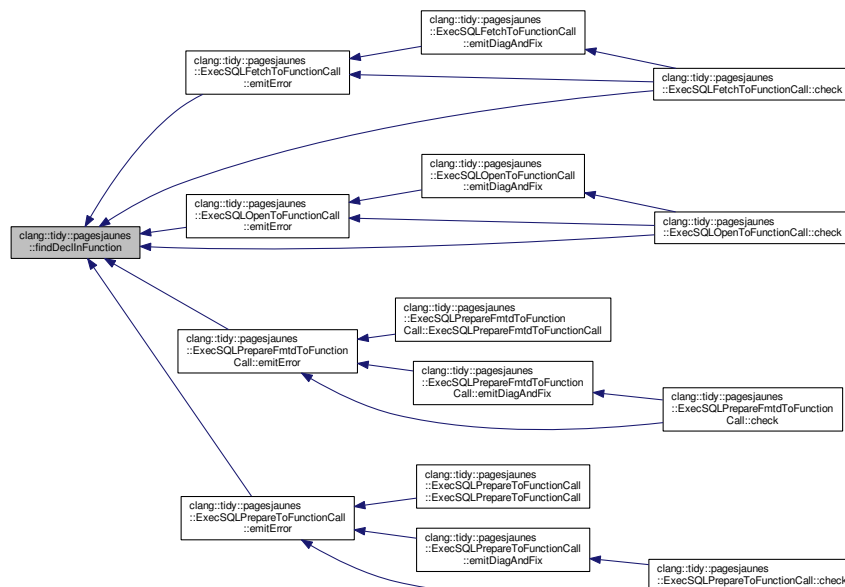 clang::tidy::pagesjaunes
::ExecSQLFetchToFunctionCall
::emitDiagAndFix
clang::tidy::pagesjaunes
::ExecSQLFetchToFunctionCall
::emitError
clang::tidy::pagesjaunes
::ExecSQLFetchToFunctionCall::check
clang::tidy::pagesjaunes
::ExecSQLOpenToFunctionCall
::emitDiagAndFix
clang::tidy::pagesjaunes
::ExecSQLOpenToFunctionCall
::emitError
clang::tidy::pagesjaunes
::ExecSQLOpenToFunctionCall::check
clang::tidy::pagesjaunes
::findDeclInFunction
clang::tidy::pagesjaunes
::ExecSQLPrepareFmtdToFunction
Call::ExecSQLPrepareFmtdToFunctionCall
clang::tidy::pagesjaunes
::ExecSQLPrepareFmtdToFunction
Call::emitError
clang::tidy::pagesjaunes
::ExecSQLPrepareFmtdToFunction
Call::emitDiagAndFix
clang::tidy::pagesjaunes
::ExecSQLPrepareFmtdToFunction
Call::check
clang::tidy::pagesjaunes
::ExecSQLPrepareToFunctionCall
::ExecSQLPrepareToFunctionCall
clang::tidy::pagesjaunes
::ExecSQLPrepareToFunctionCall
::emitError
clang::tidy::pagesjaunes
::ExecSQLPrepareToFunctionCall
::emitDiagAndFix
clang::tidy::pagesjaunes
::ExecSQLPrepareToFunctionCall::check